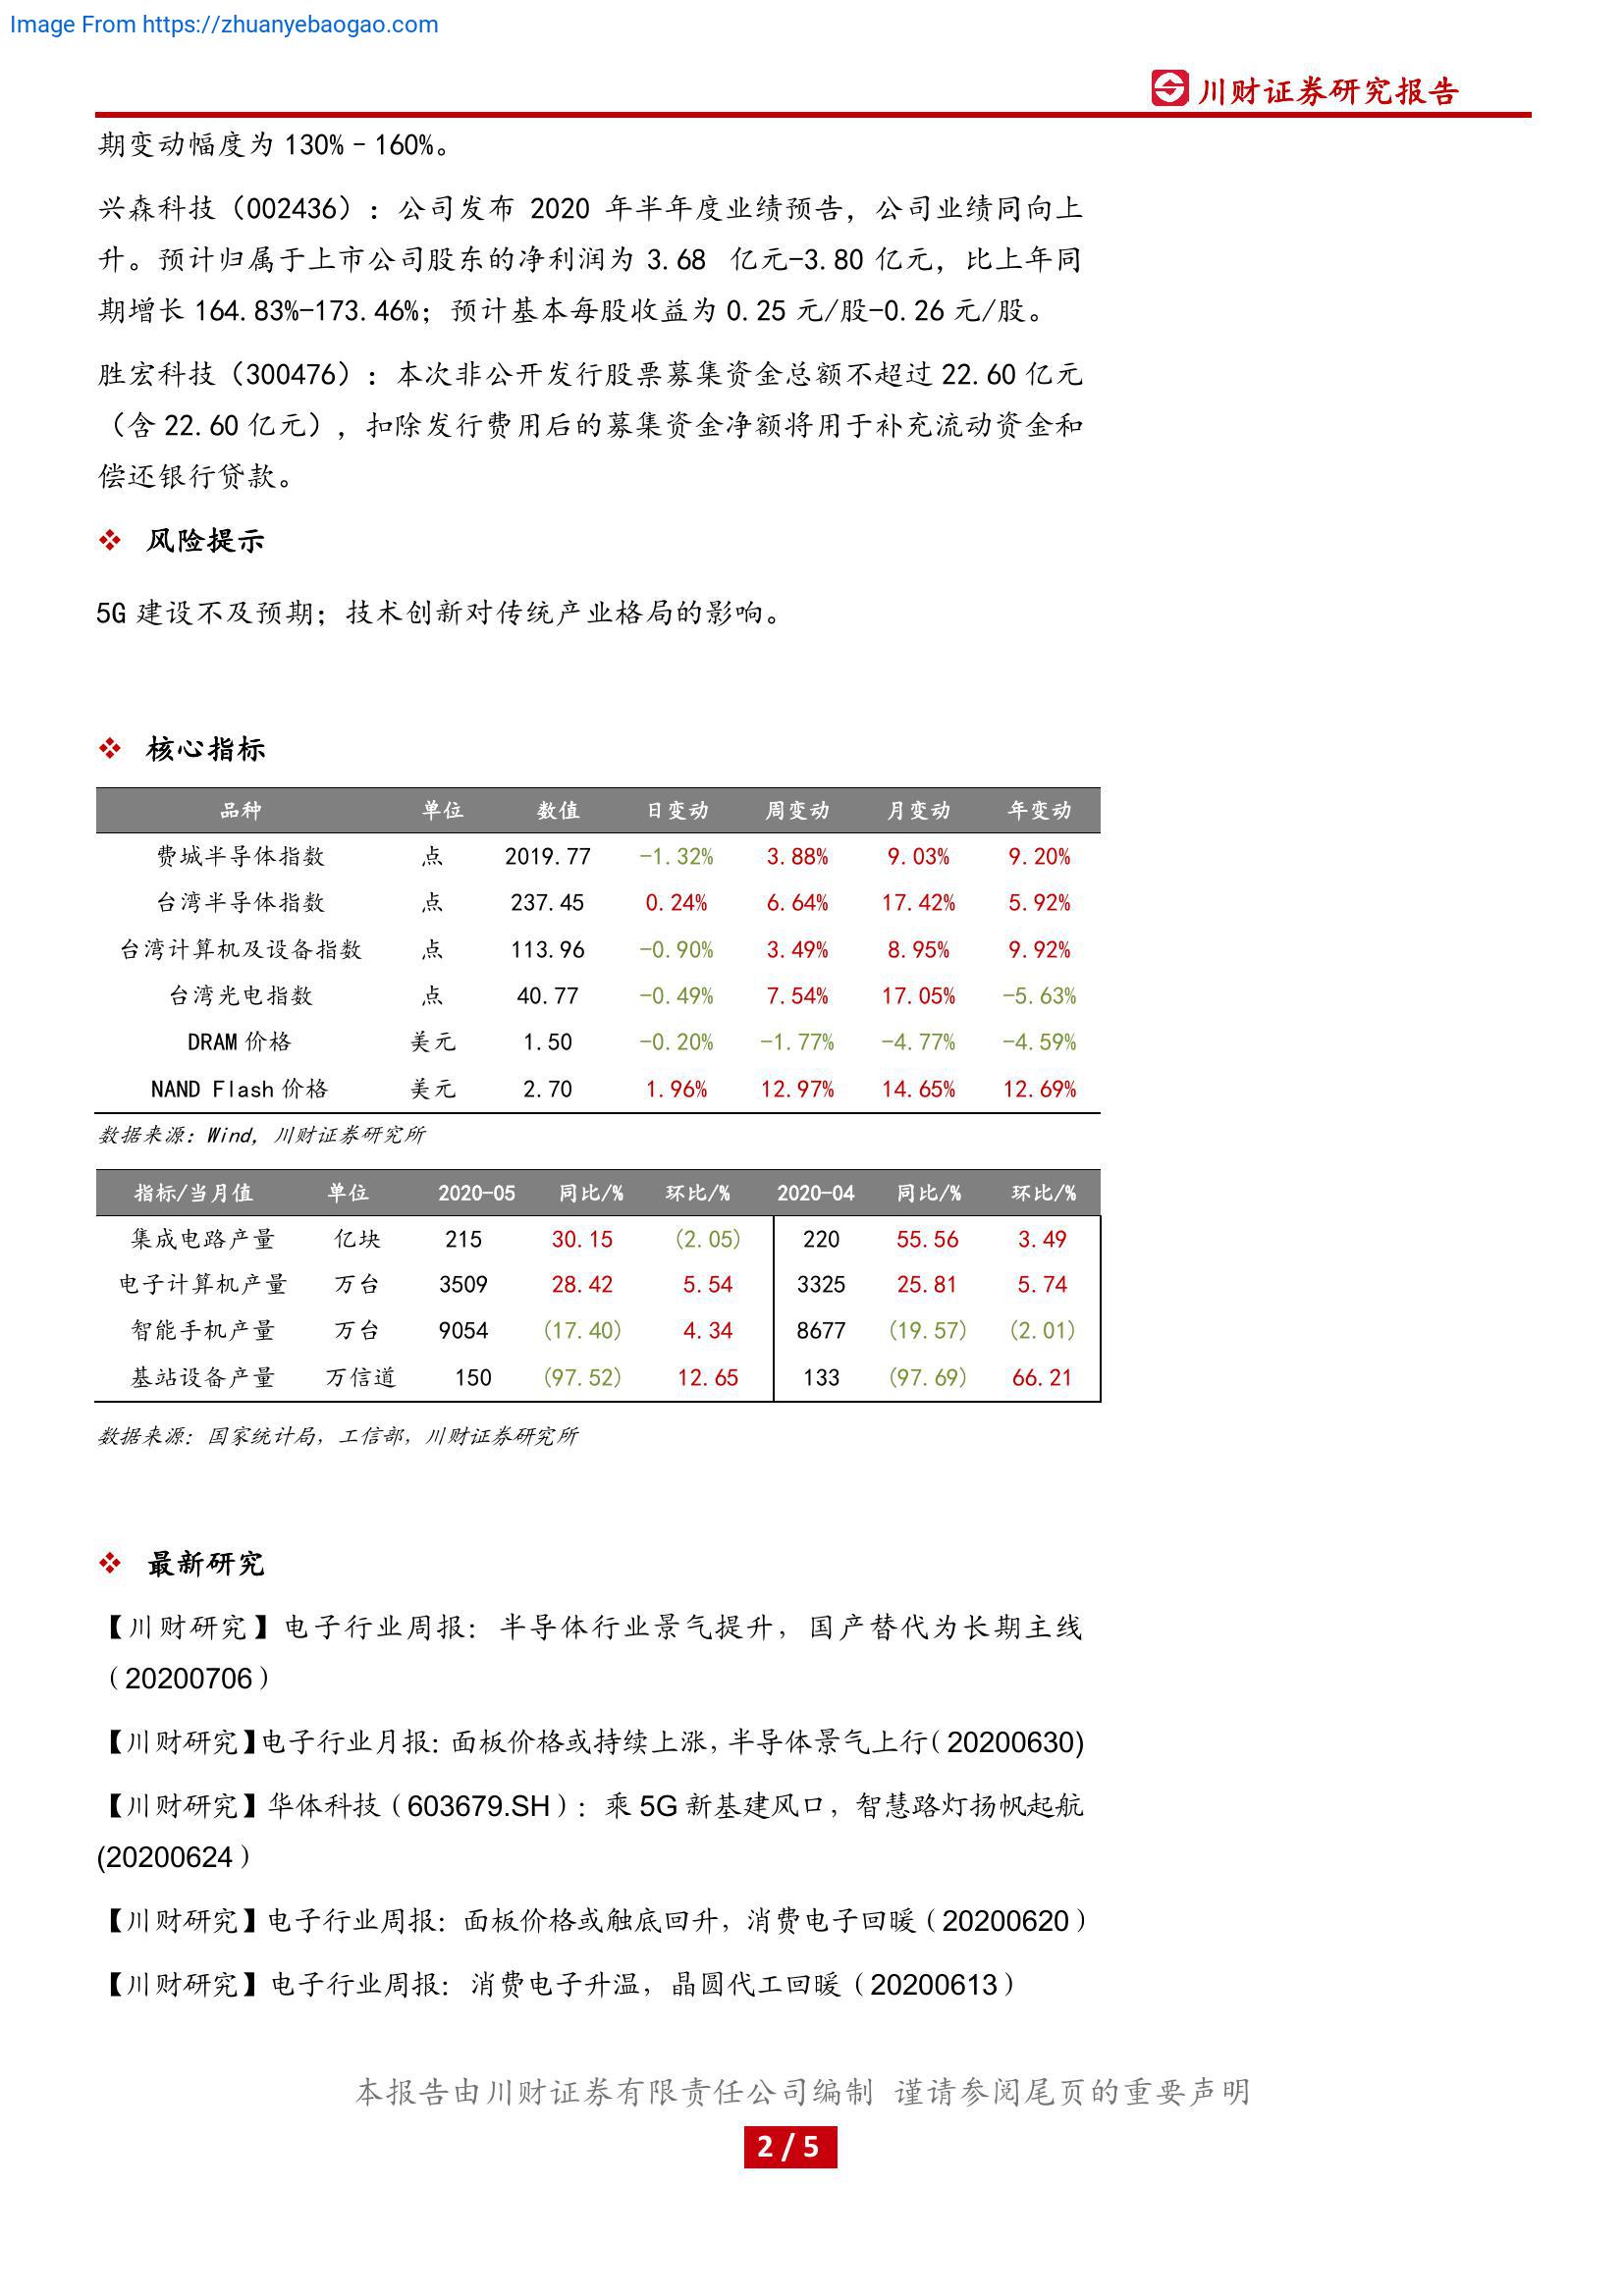 Image From https://zhuanyebaogao.com
川财证券研究报告
期变动幅度为 130%–160%。
兴森科技（002436）：公司发布 2020 年半年度业绩预告，公司业绩同向上
升。预计归属于上市公司股东的净利润为 3.68 亿元-3.80 亿元，比上年同
期增长 164.83%-173.46%；预计基本每股收益为 0.25 元/股-0.26 元/股。
胜宏科技（300476）：本次非公开发行股票募集资金总额不超过 22.60 亿元
（含 22.60 亿元），扣除发行费用后的募集资金净额将用于补充流动资金和
偿还银行贷款。
❖ 风险提示
5G 建设不及预期；技术创新对传统产业格局的影响。
❖ 核心指标
品种 单位 数值 日变动 周变动 月变动 年变动
费城半导体指数 点 2019.77 -1.32% 3.88% 9.03% 9.20%
台湾半导体指数 点 237.45 0.24% 6.64% 17.42% 5.92%
台湾计算机及设备指数 点 113.96 -0.90% 3.49% 8.95% 9.92%
台湾光电指数 点 40.77 -0.49% 7.54% 17.05% -5.63%
DRAM 价格 美元 1.50 -0.20% -1.77% -4.77% -4.59%
NAND Flash 价格 美元 2.70 1.96% 12.97% 14.65% 12.69%
数据来源：Wind，川财证券研究所
指标/当月值 单位 2020-05 同比/% 环比/% 2020-04 同比/% 环比/%
集成电路产量 亿块 215 30.15 (2.05) 220 55.56 3.49
电子计算机产量 万台 3509 28.42 5.54 3325 25.81 5.74
智能手机产量 万台 9054 (17.40) 4.34 8677 (19.57) (2.01)
基站设备产量 万信道 150 (97.52) 12.65 133 (97.69) 66.21
数据来源：国家统计局，工信部，川财证券研究所
❖ 最新研究
【川财研究】电子行业周报：半导体行业景气提升，国产替代为长期主线
（20200706）
【川财研究】电子行业月报：面板价格或持续上涨，半导体景气上行（20200630)
【川财研究】华体科技（603679.SH）：乘 5G 新基建风口，智慧路灯扬帆起航
(20200624）
【川财研究】电子行业周报：面板价格或触底回升，消费电子回暖（20200620）
【川财研究】电子行业周报：消费电子升温，晶圆代工回暖（20200613）
本报告由川财证券有限责任公司编制 谨请参阅尾页的重要声明
2 / 5